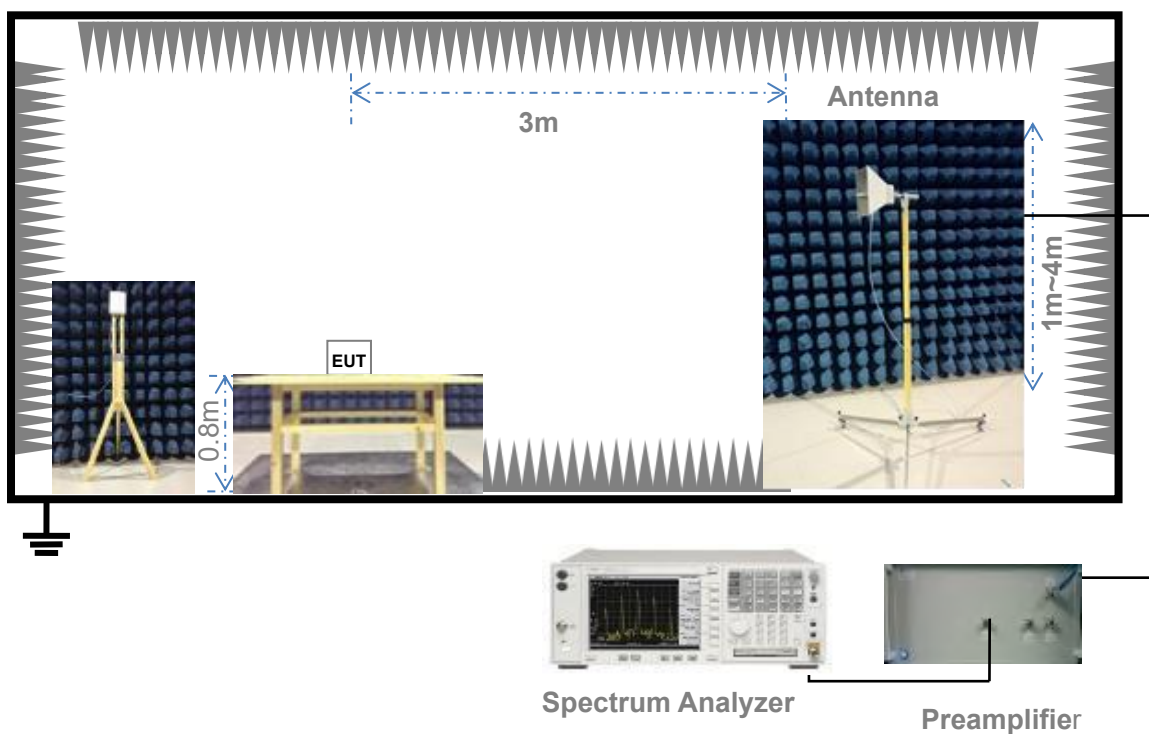 Antenna
3m
1m~4m
EUT
0.8m
Spectrum Analyzer
Preamplifier